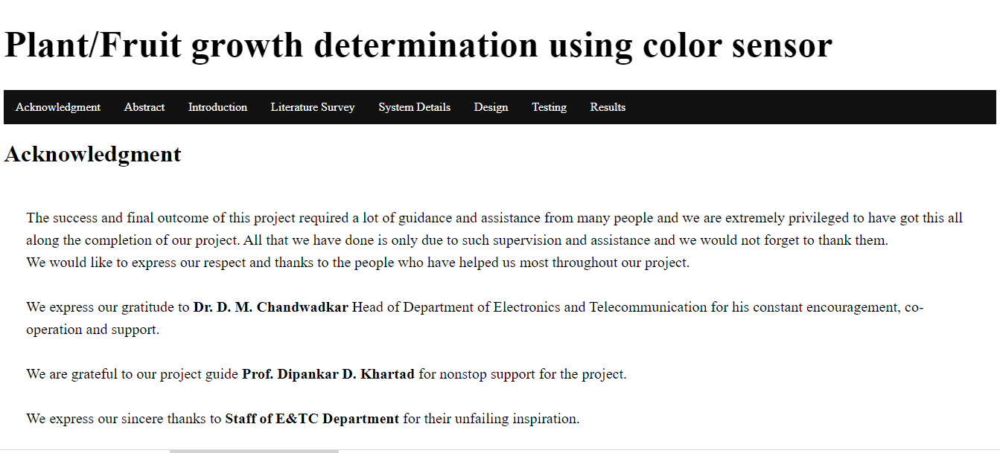 Plant/Fruit growth determination using color sensor
Acknowledgment Abstract Introduction Literature Survey System Details Design Testing Results
Acknowledgment
The success and final outcome of this project required a lot of guidance and assistance from many people and we are extremely privileged to have got this all
along the completion of our project. All that we have done is only due to such supervision and assistance and we would not forget to thank them.
We would like to express our respect and thanks to the people who have helped us most throughout our project.
We express our gratitude to Dr. D. M. Chandwadkar Head of Department of Electronics and Telecommunication for his constant encouragement, co-
operation and support.
We are grateful to our project guide Prof. Dipankar D. Khartad for nonstop support for the project.
We express our sincere thanks to Staff of E&TC Department for their unfailing inspiration.